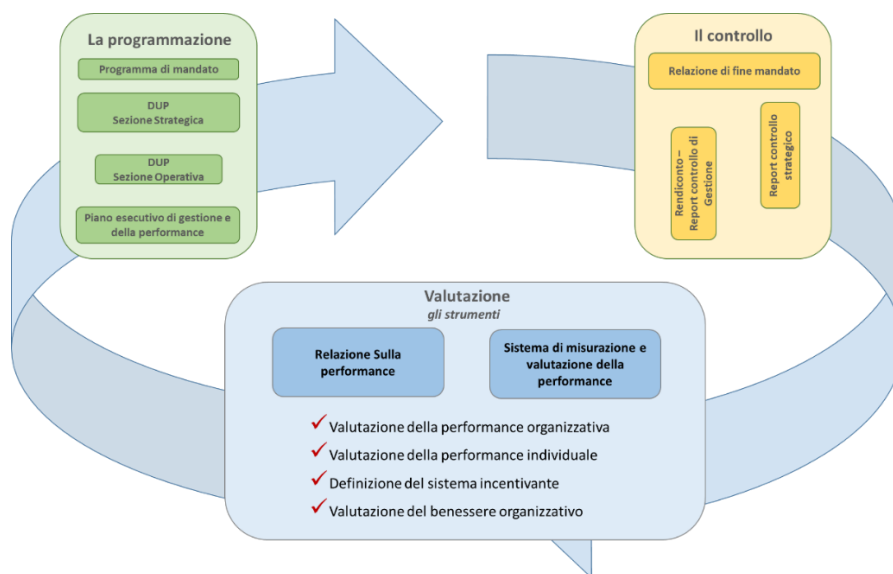 La programmazione
Programma di mandato
DUP
Sezione Strategica
DUP
Sezione Operativa
Piano esecutivo di gestione e
della performance
Il controllo
Relazione di fine mandato
Rendiconto –
Report controllo di
Gestione
Report controllo
strategico
Valutazione
gli strumenti
Relazione Sulla
performance
Sistema di misurazione e
valutazione della
performance
Valutazione della performance organizzativa
Valutazione della performance individuale
Definizione del sistema incentivante
Valutazione del benessere organizzativo